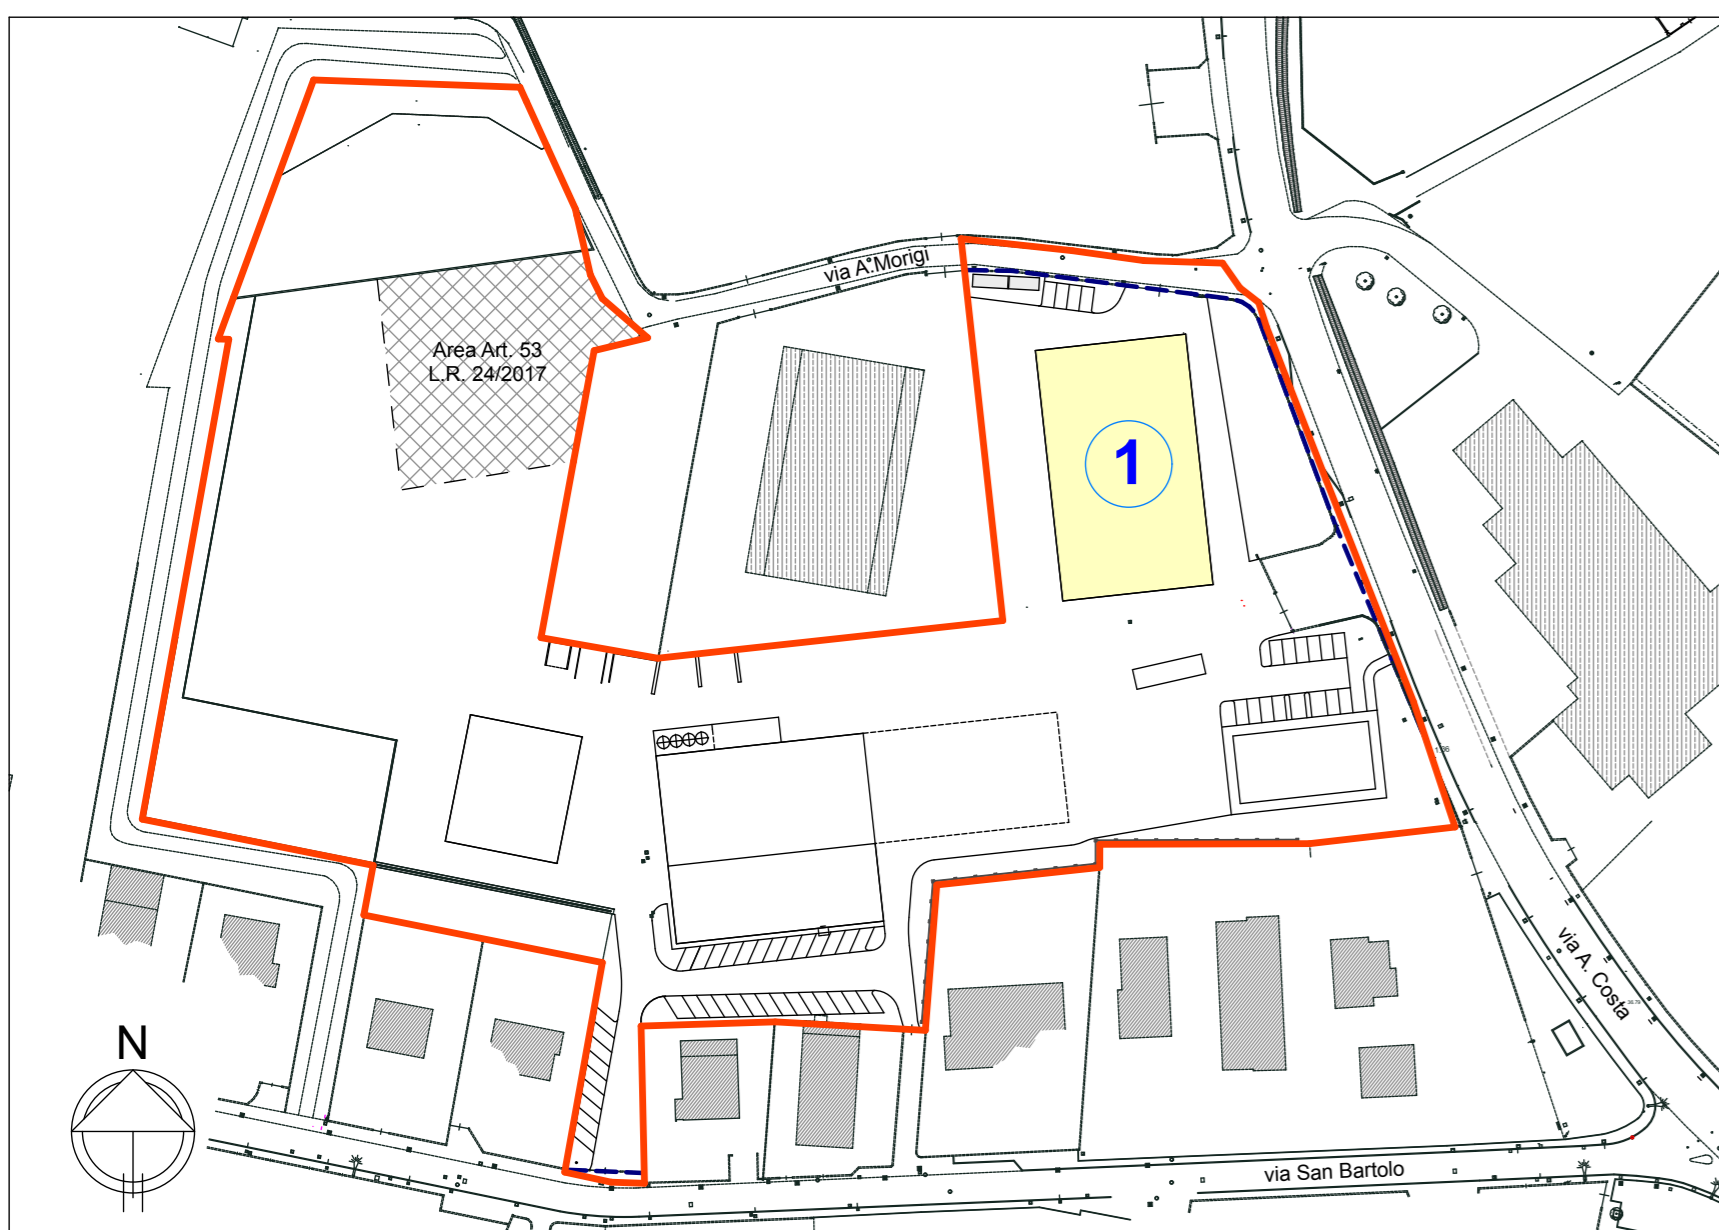 via A. Morigi
Area Art. 53
L.R. 24/2017
1
via A. Costa
N
via San Bartolo